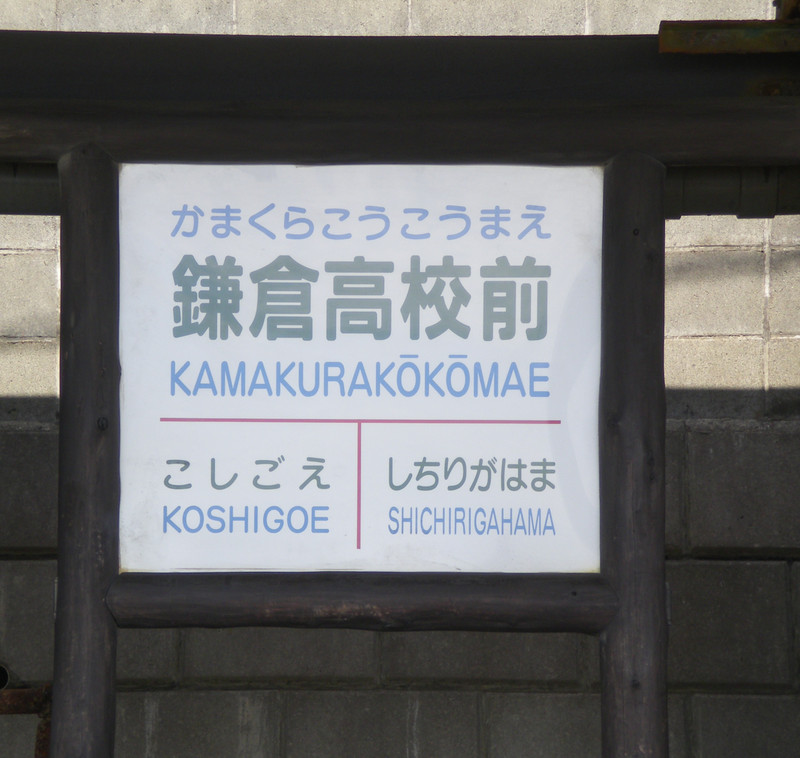 かまくらこうこうまえ
鎌倉高校前
KAMAKURAKŌKŌMAE
こしごえ しちりがはま
KOSHIGOE SHICHIRIGAHAMA